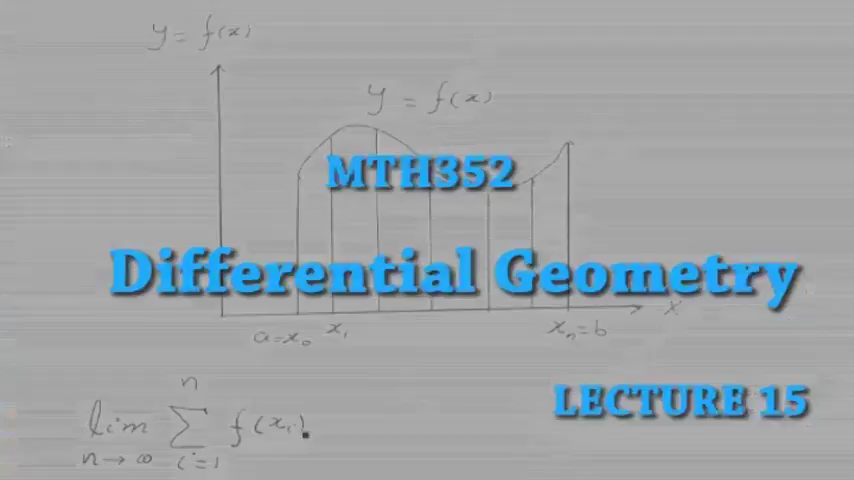 y = f(x)
y = f(x)
MTH352
Differential Geometry
x
a=x₀ x₁ xₙ=b
LECTURE 15
n
lim ∑ f(xᵢ)
n→∞ i=1